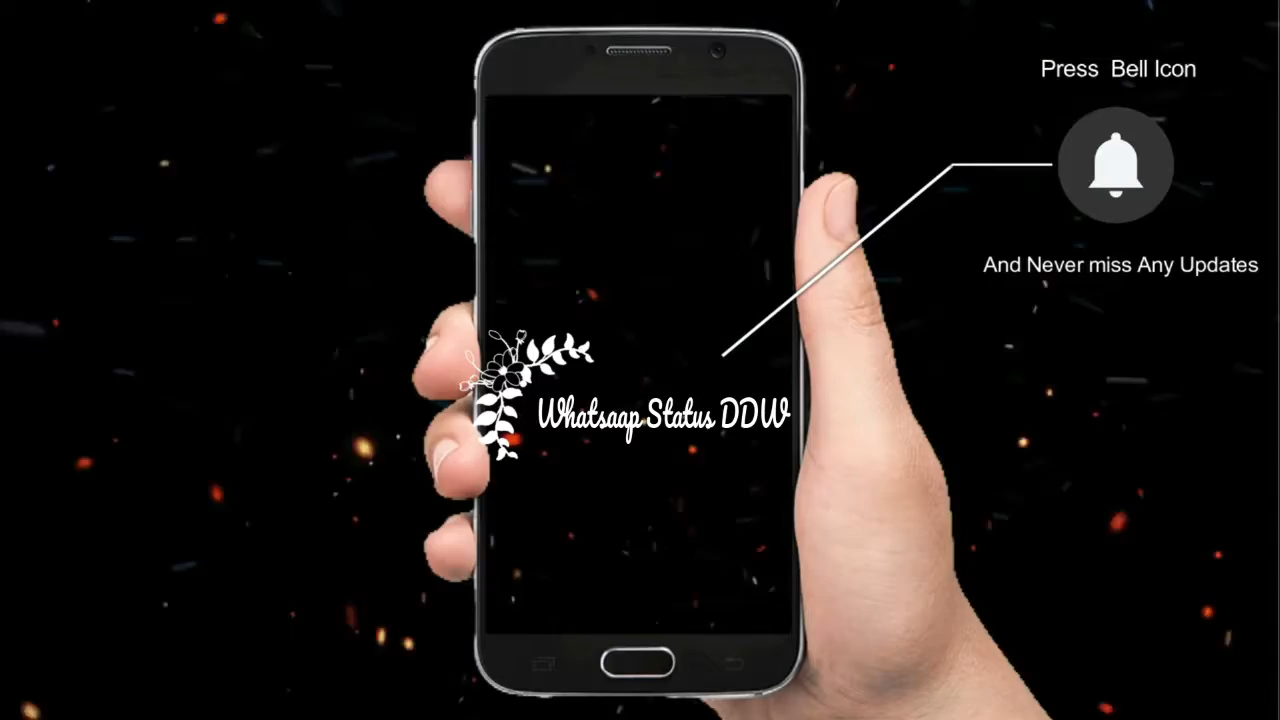 Press Bell Icon
And Never miss Any Updates
Whatsaap Status DDW